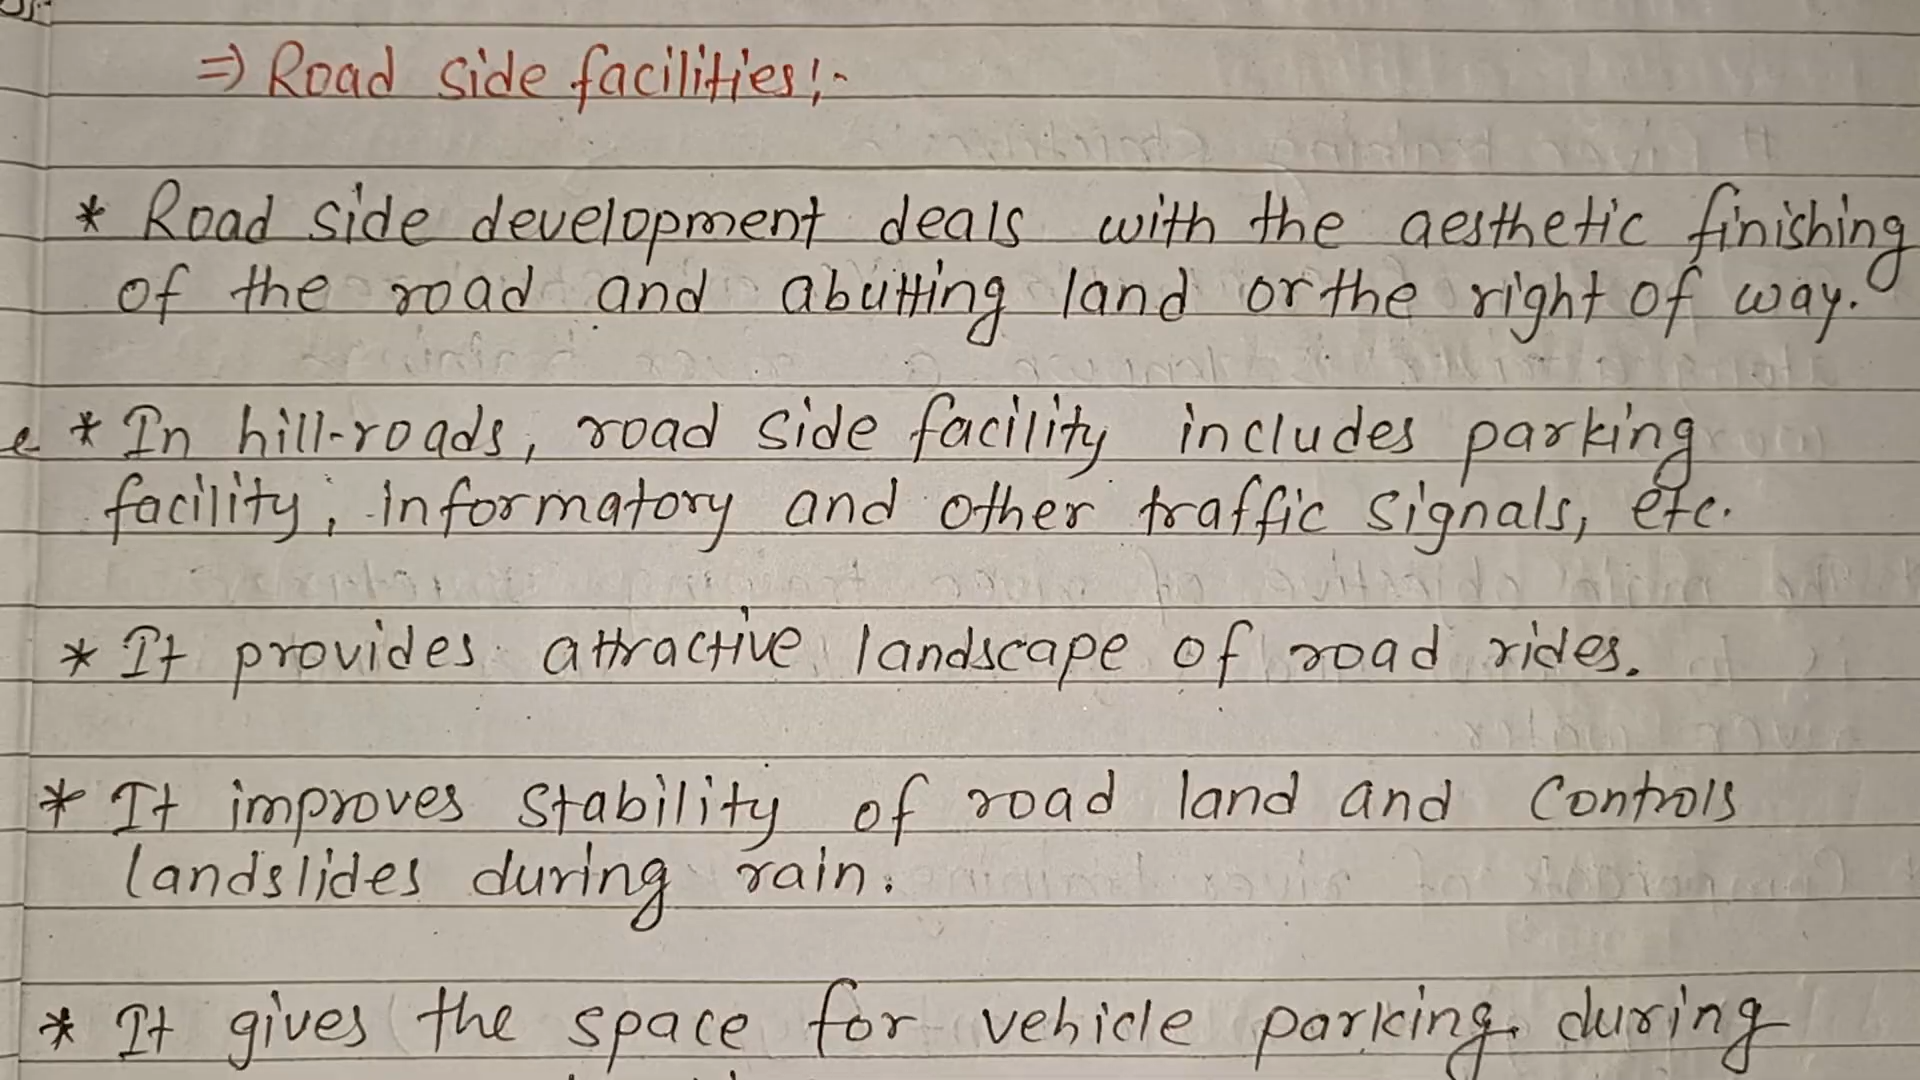 ⇒ Road side facilities:-
* Road side development deals with the aesthetic finishing
of the road and abutting land or the right of way.
* In hill-roads, road side facility includes parking
facility, informatory and other traffic signals, etc.
* It provides attractive landscape of road rides.
* It improves stability of road land and controls
landslides during rain.
* It gives the space for vehicle parking during